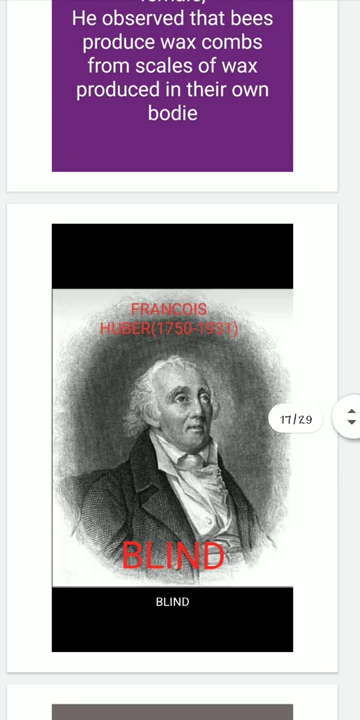 He observed that bees
produce wax combs
from scales of wax
produced in their own
bodie
FRANCOIS
HUBER(1750-1931)
17/29
BLIND
BLIND